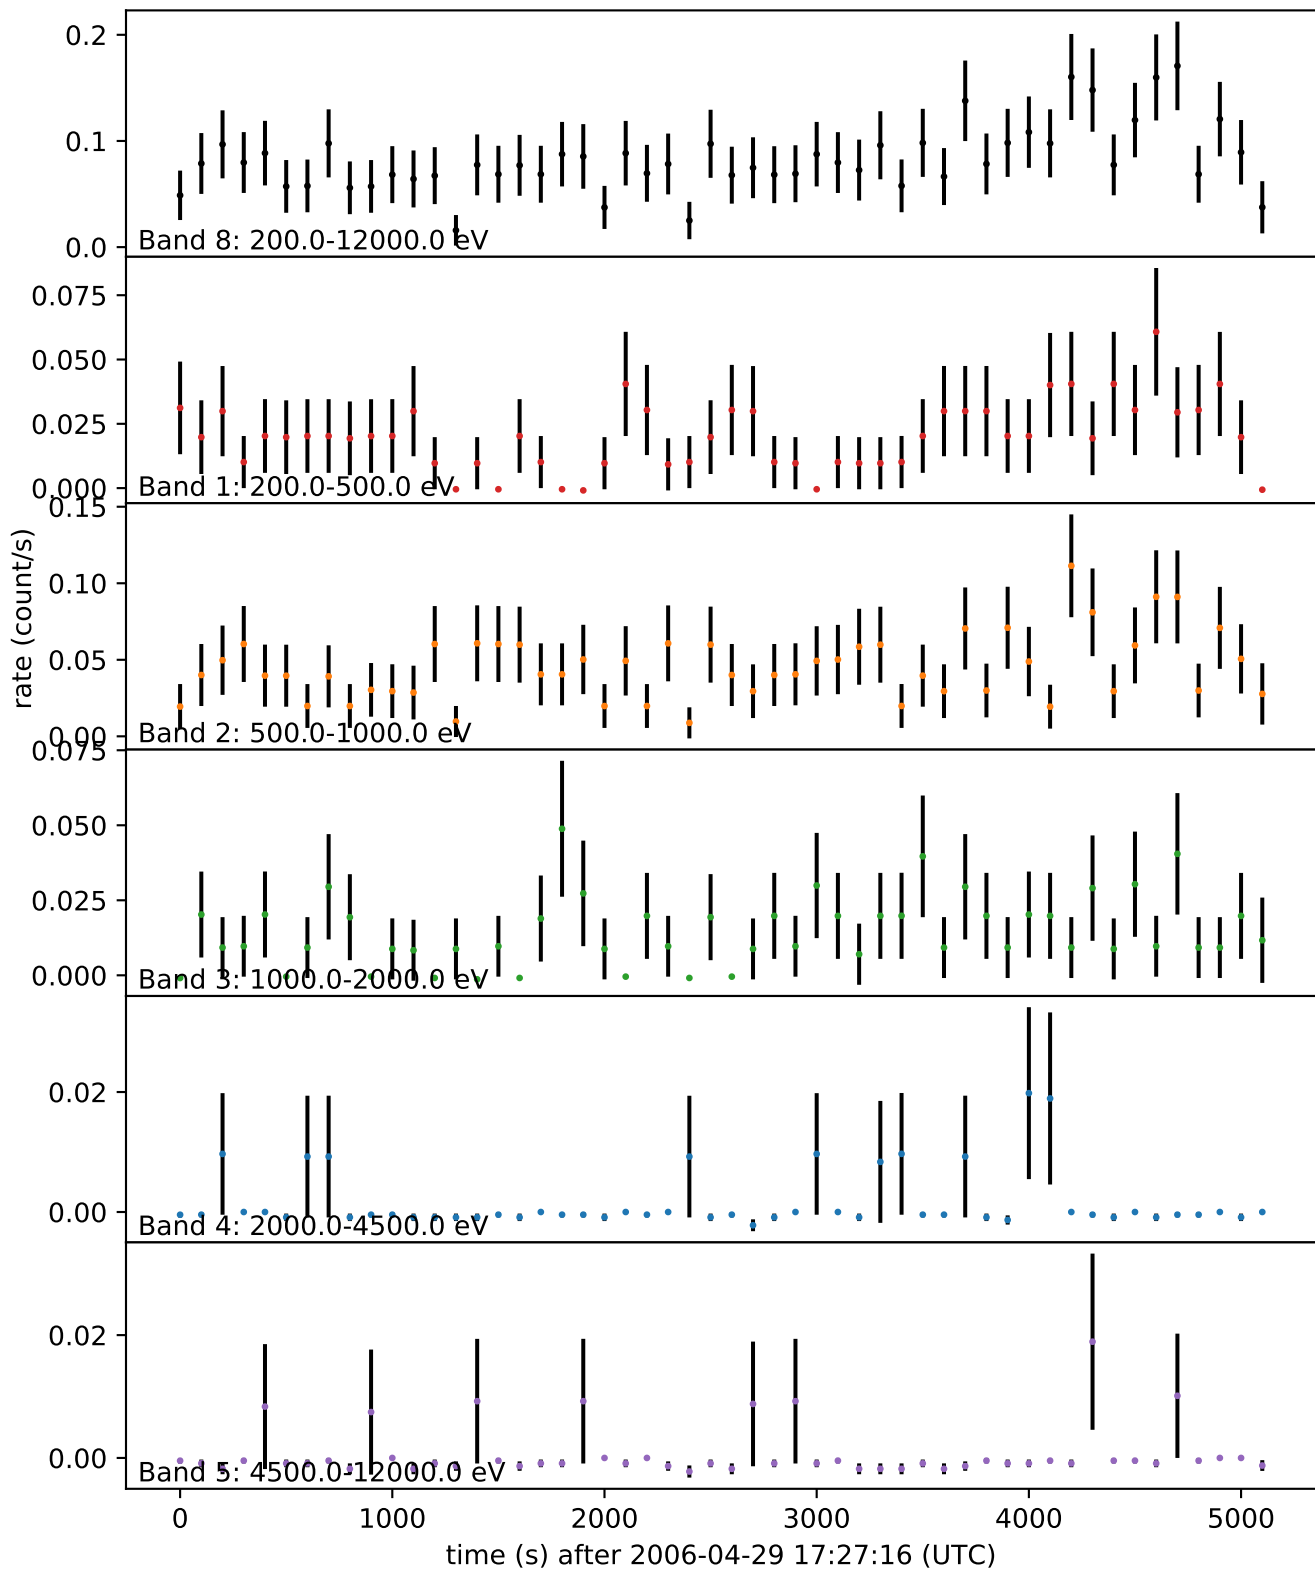 0.2
0.1
0.0
Band 8: 200.0-12000.0 eV
0.075
0.050
0.025
0.000
Band 1: 200.0-500.0 eV
0.15
0.10
0.05
0.00
Band 2: 500.0-1000.0 eV
rate (count/s)
0.075
0.050
0.025
0.000
Band 3: 1000.0-2000.0 eV
0.02
0.00
Band 4: 2000.0-4500.0 eV
0.02
0.00
Band 5: 4500.0-12000.0 eV
0 1000 2000 3000 4000 5000
time (s) after 2006-04-29 17:27:16 (UTC)